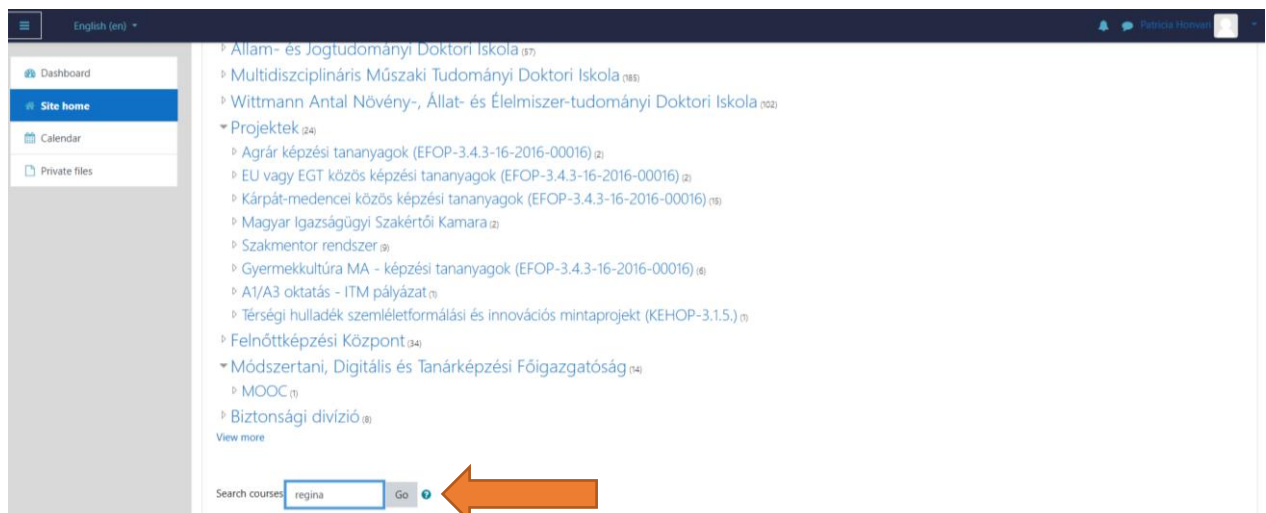 English (en)
Patricia Honvari
Állam- és Jogtudományi Doktori Iskola (57)
Dashboard
Multidiszciplináris Műszaki Tudományi Doktori Iskola (185)
Site home
Wittmann Antal Növény-, Állat- és Élelmiszer-tudományi Doktori Iskola (102)
Projektek (24)
Calendar
Agrár képzési tananyagok (EFOP-3.4.3-16-2016-00016) (2)
Private files
EU vagy EGT közös képzési tananyagok (EFOP-3.4.3-16-2016-00016) (2)
Kárpát-medencei közös képzési tananyagok (EFOP-3.4.3-16-2016-00016) (15)
Magyar Igazságügyi Szakértői Kamara (2)
Szakmentor rendszer (9)
Gyermekkultúra MA - képzési tananyagok (EFOP-3.4.3-16-2016-00016) (6)
A1/A3 oktatás - ITM pályázat (1)
Térségi hulladék szemléletformálási és innovációs mintaprojekt (KEHOP-3.1.5.) (1)
Felnőttképzési Központ (34)
Módszertani, Digitális és Tanárképzési Főigazgatóság (14)
MOOC (1)
Biztonsági divízió (8)
View more
Search courses regina Go